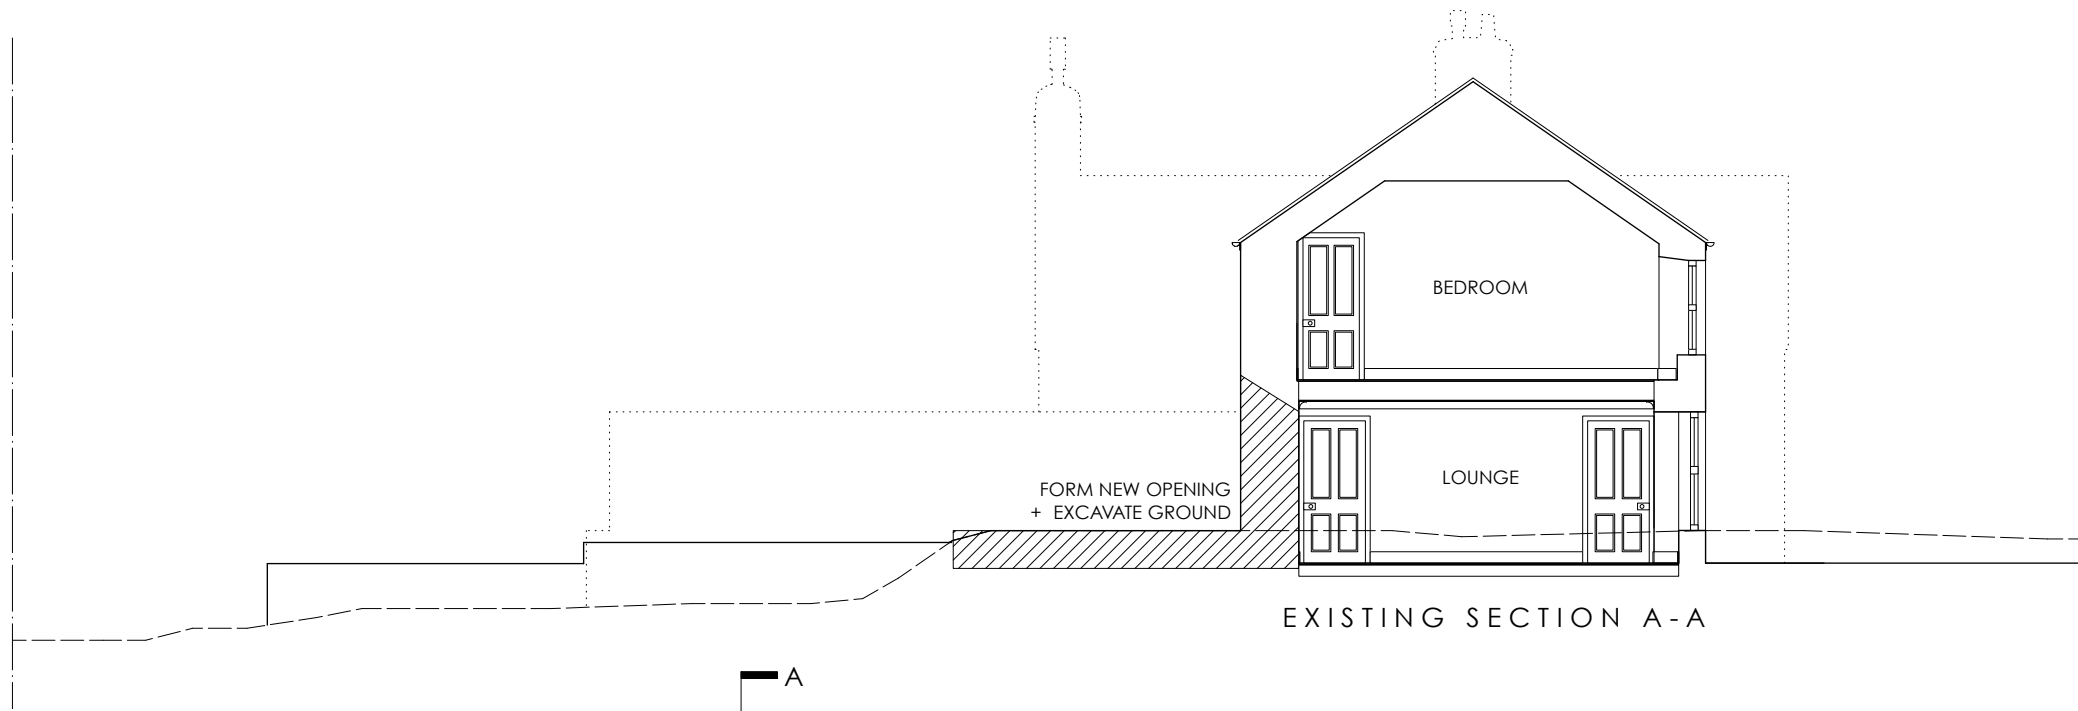 BEDROOM
LOUNGE
FORM NEW OPENING
+ EXCAVATE GROUND
EXISTING SECTION A-A
A